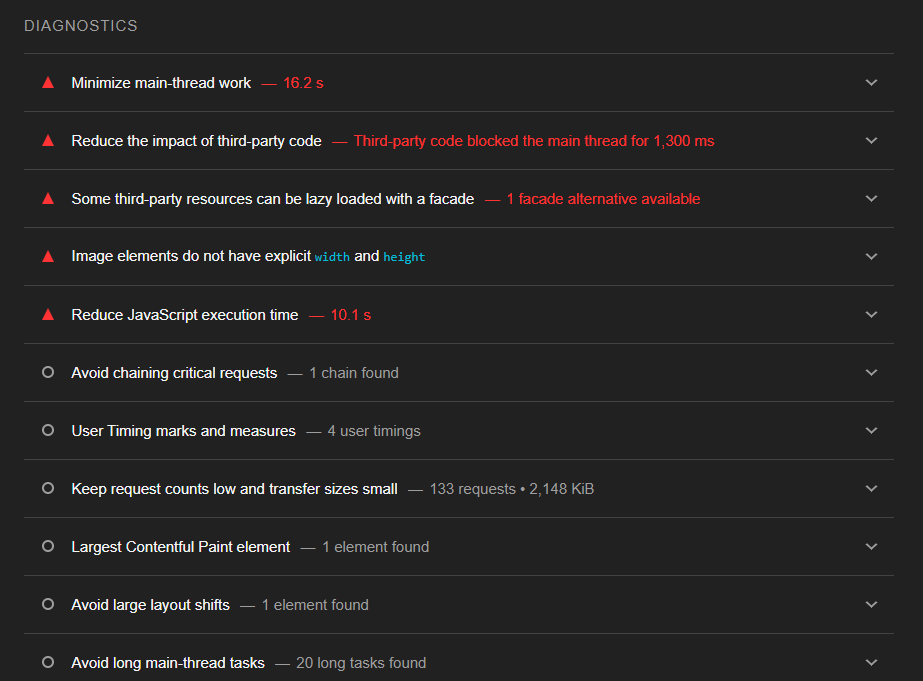 DIAGNOSTICS
Minimize main-thread work — 16.2 s
Reduce the impact of third-party code — Third-party code blocked the main thread for 1,300 ms
Some third-party resources can be lazy loaded with a facade — 1 facade alternative available
Image elements do not have explicit width and height
Reduce JavaScript execution time — 10.1 s
Avoid chaining critical requests — 1 chain found
User Timing marks and measures — 4 user timings
Keep request counts low and transfer sizes small — 133 requests • 2,148 KiB
Largest Contentful Paint element — 1 element found
Avoid large layout shifts — 1 element found
Avoid long main-thread tasks — 20 long tasks found